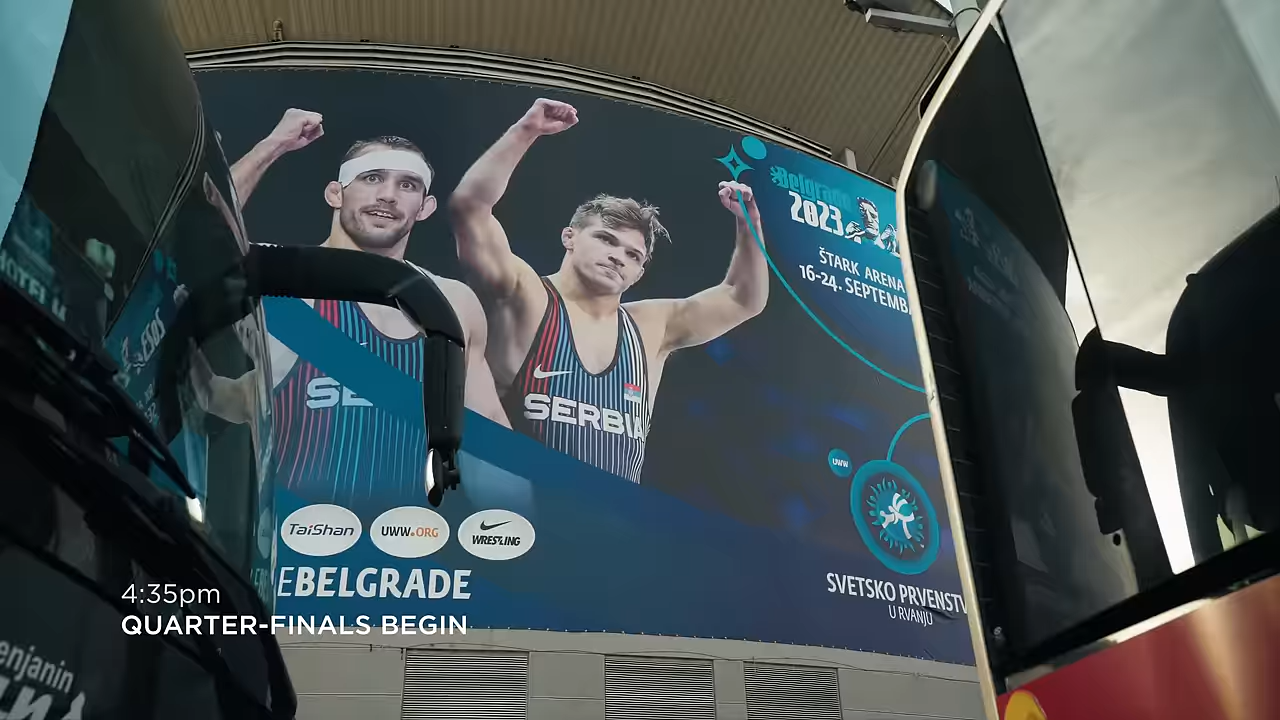 Belgrade
2023
ŠTARK ARENA
16-24. SEPTEMB
SE
SERBIA
UWW
TaiShan
UWW.ORG
WRESTLING
EBELGRADE
SVETSKO PRVENSTV
U RVANJU
4:35pm
QUARTER-FINALS BEGIN
enjanin